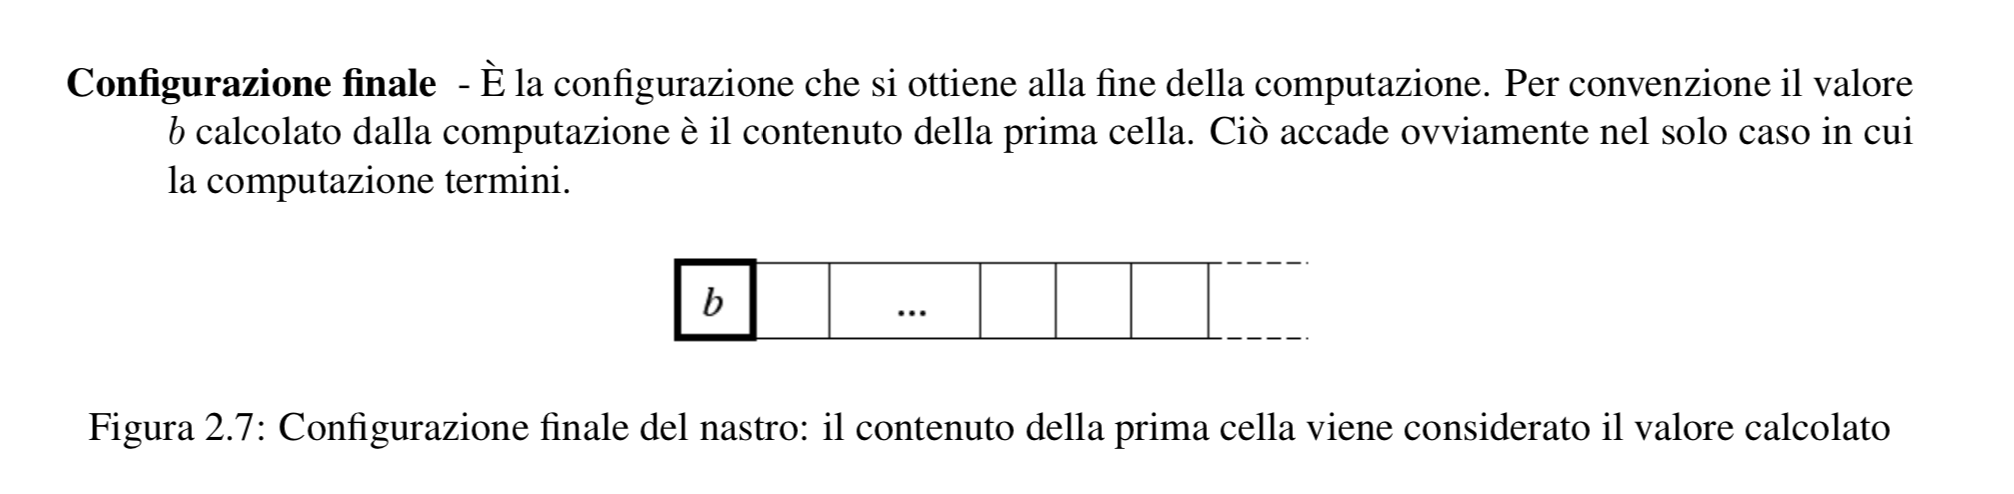 Configurazione finale - È la configurazione che si ottiene alla fine della computazione. Per convenzione il valore
b calcolato dalla computazione è il contenuto della prima cella. Ciò accade ovviamente nel solo caso in cui
la computazione termini.
b ...
Figura 2.7: Configurazione finale del nastro: il contenuto della prima cella viene considerato il valore calcolato